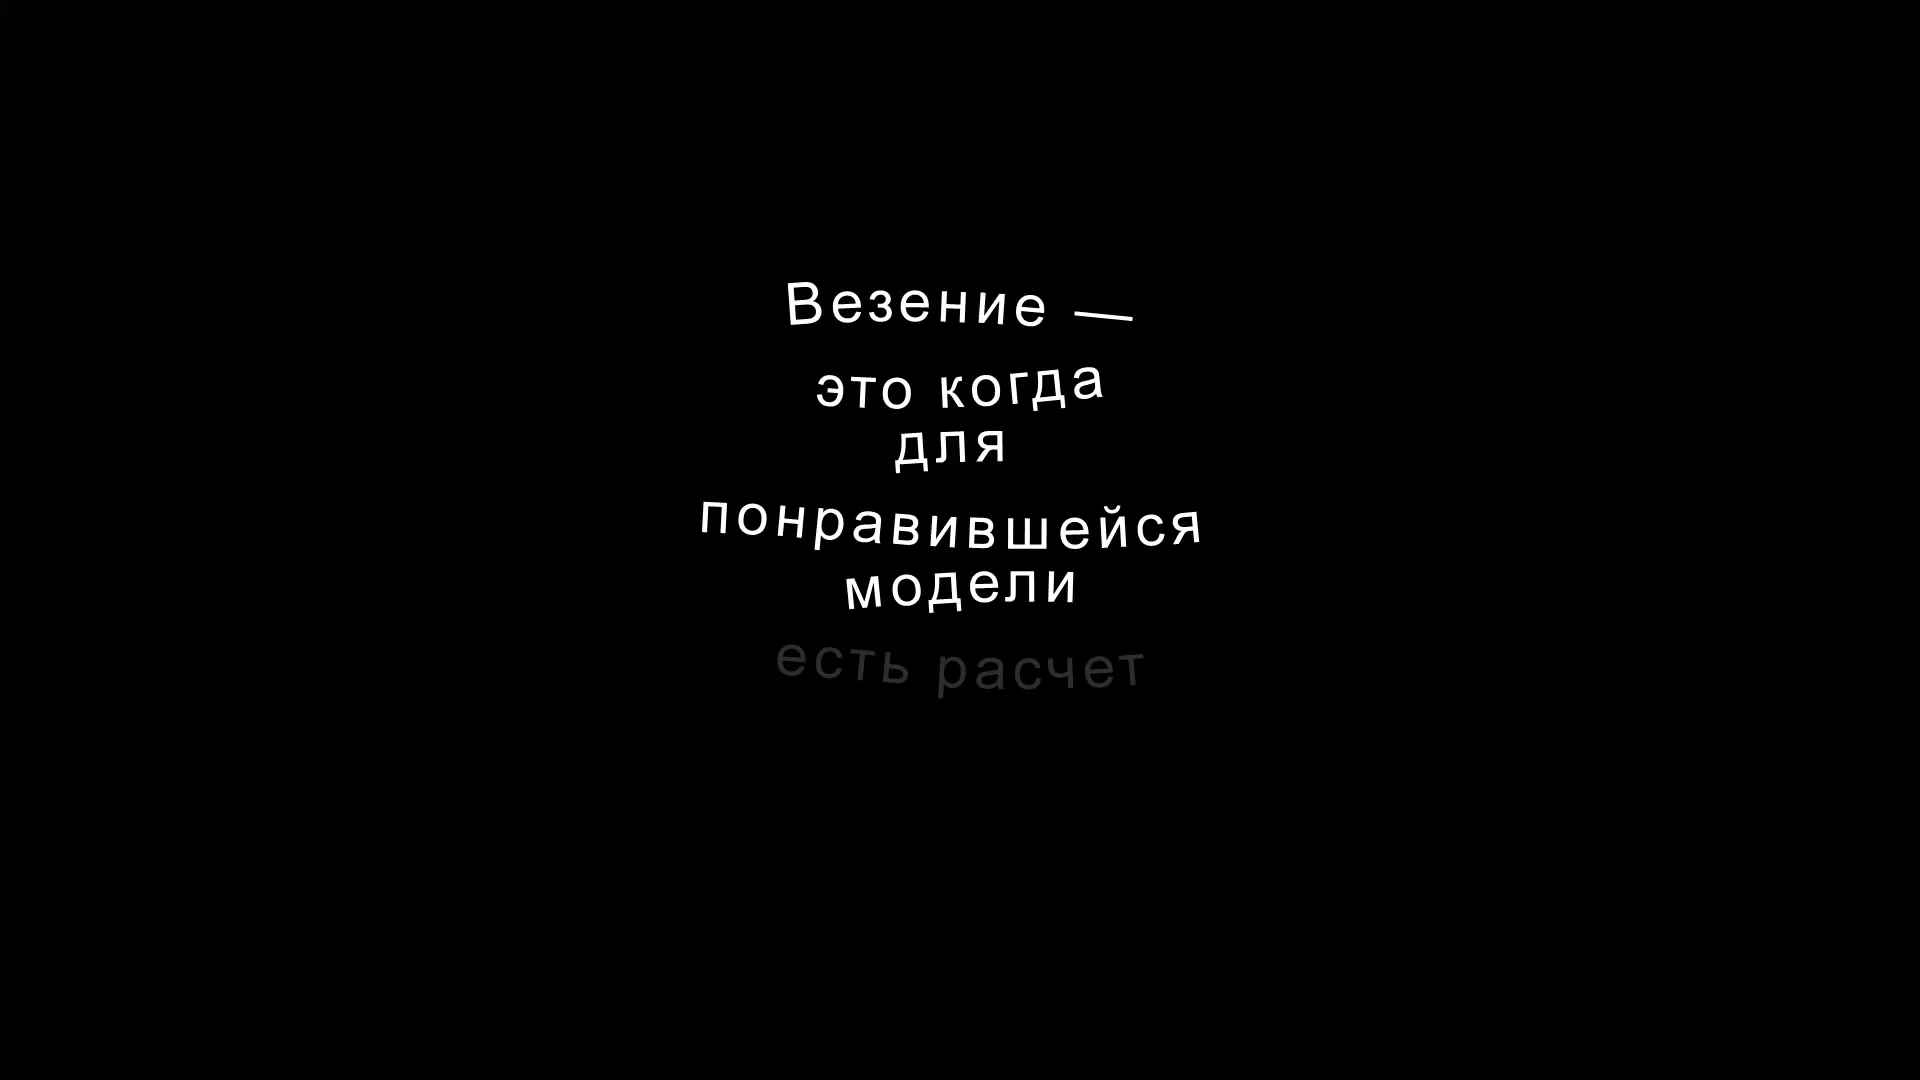 Везение —
это когда
для
понравившейся
модели
есть расчет